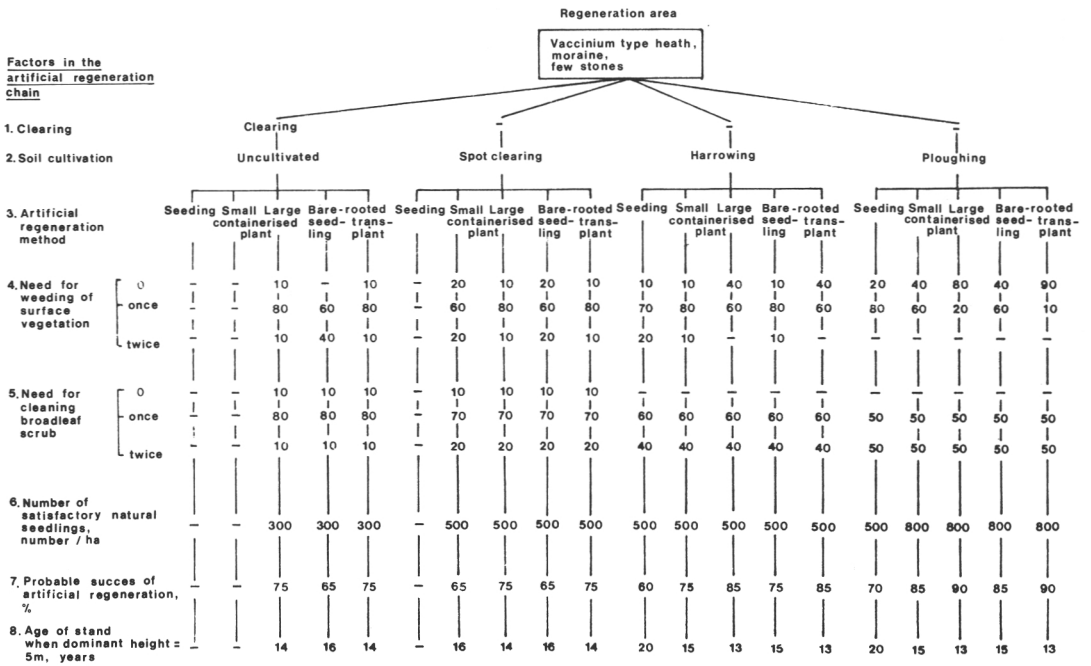 Regeneration area
Vaccinium type heath,
moraine,
few stones
Factors in the
artificial regeneration
chain
1. Clearing Clearing - - -
2. Soil cultivation Uncultivated Spot clearing Harrowing Ploughing
3. Artificial
regeneration
method
Seeding Small Large Bare-rooted Seeding Small Large Bare-rooted Seeding Small Large Bare-rooted Seeding Small Large Bare-rooted
containerised seed- trans- containerised seed- trans- containerised seed- trans- containerised seed- trans-
plant ling plant plant ling plant plant ling plant plant ling plant
4. Need for
weeding of
surface
vegetation
0 - - 10 - 10 - 20 10 20 10 10 10 40 10 40 20 40 80 40 90
once - - 80 60 80 - 60 80 60 80 70 80 60 80 60 80 60 20 60 10
twice - - 10 40 10 - 20 10 20 10 20 10 - 10 - - - - - -
5. Need for
cleaning
broadleaf
scrub
0 - - 10 10 10 - 10 10 10 10 - - - - - - - - - -
once - - 80 80 80 - 70 70 70 70 60 60 60 60 60 50 50 50 50 50
twice - - 10 10 10 - 20 20 20 20 40 40 40 40 40 50 50 50 50 50
6. Number of
satisfactory natural
seedlings,
number / ha - - 300 300 300 - 500 500 500 500 500 500 500 500 500 500 800 800 800 800
7. Probable succes of
artificial regeneration,
% - - 75 65 75 - 65 75 65 75 60 75 85 75 85 70 85 90 85 90
8. Age of stand
when dominant height =
5m, years - - 14 16 14 - 16 14 16 14 20 15 13 15 13 20 15 13 15 13